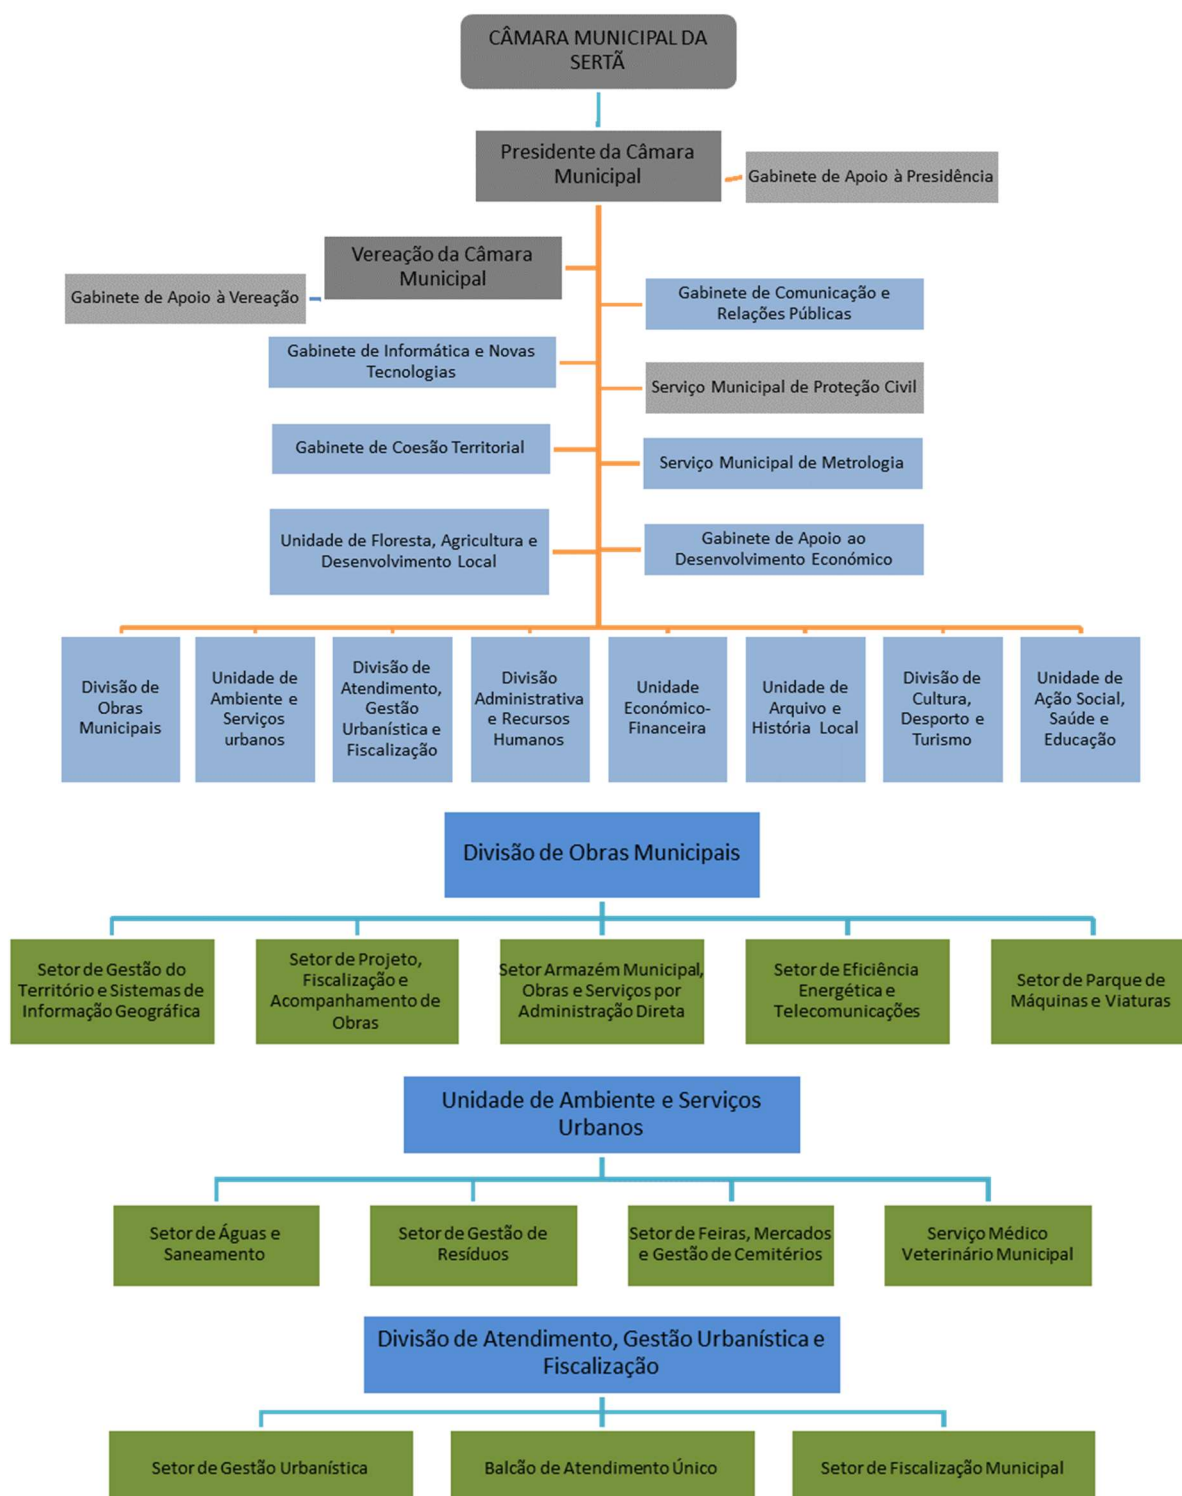 CÂMARA MUNICIPAL DA
SERTÃ
Presidente da Câmara
Municipal
Gabinete de Apoio à Presidência
Vereação da Câmara
Municipal
Gabinete de Apoio à Vereação
Gabinete de Comunicação e
Relações Públicas
Gabinete de Informática e Novas
Tecnologias
Serviço Municipal de Proteção Civil
Gabinete de Coesão Territorial
Serviço Municipal de Metrologia
Unidade de Floresta, Agricultura e
Desenvolvimento Local
Gabinete de Apoio ao
Desenvolvimento Económico
Divisão de
Obras
Municipais
Unidade de
Ambiente e
Serviços
urbanos
Divisão de
Atendimento,
Gestão
Urbanística e
Fiscalização
Divisão
Administrativa
e Recursos
Humanos
Unidade
Económico-
Financeira
Unidade de
Arquivo e
História Local
Divisão de
Cultura,
Desporto e
Turismo
Unidade de
Ação Social,
Saúde e
Educação
Divisão de Obras Municipais
Setor de Gestão do
Território e Sistemas de
Informação Geográfica
Setor de Projeto,
Fiscalização e
Acompanhamento de
Obras
Setor Armazém Municipal,
Obras e Serviços por
Administração Direta
Setor de Eficiência
Energética e
Telecomunicações
Setor de Parque de
Máquinas e Viaturas
Unidade de Ambiente e Serviços
Urbanos
Setor de Águas e
Saneamento
Setor de Gestão de
Resíduos
Setor de Feiras, Mercados
e Gestão de Cemitérios
Serviço Médico
Veterinário Municipal
Divisão de Atendimento, Gestão Urbanística e
Fiscalização
Setor de Gestão Urbanística
Balcão de Atendimento Único
Setor de Fiscalização Municipal